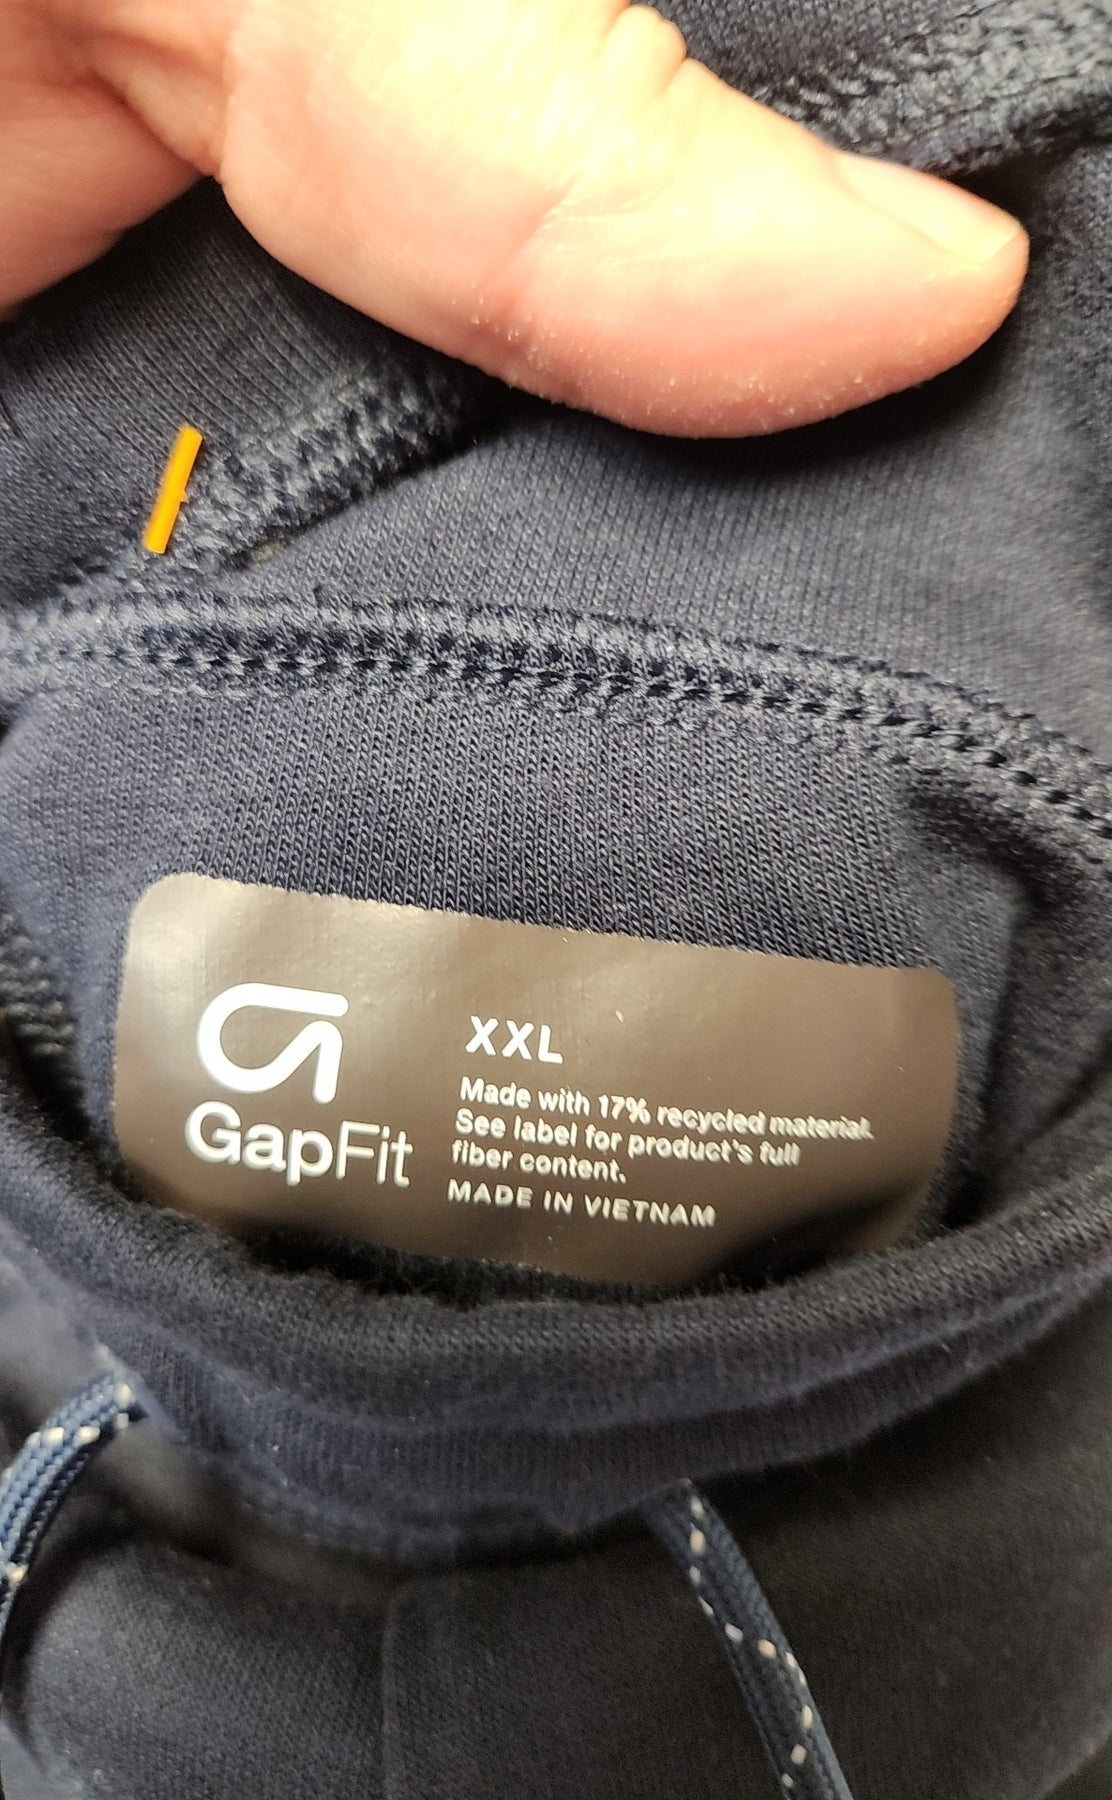 GapFit
XXL
Made with 17% recycled material.
See label for product's full
fiber content.
MADE IN VIETNAM